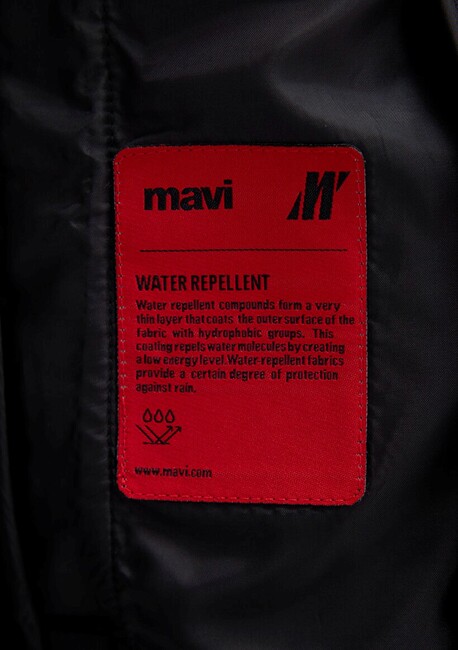 mavi M
WATER REPELLENT
Water repellent compounds form a very
thin layer that coats the outer surface of the
fabric with hydrophobic groups. This
coating repels water molecules by creating
a low energy level. Water-repellent fabrics
provide a certain degree of protection
against rain.
www.mavi.com